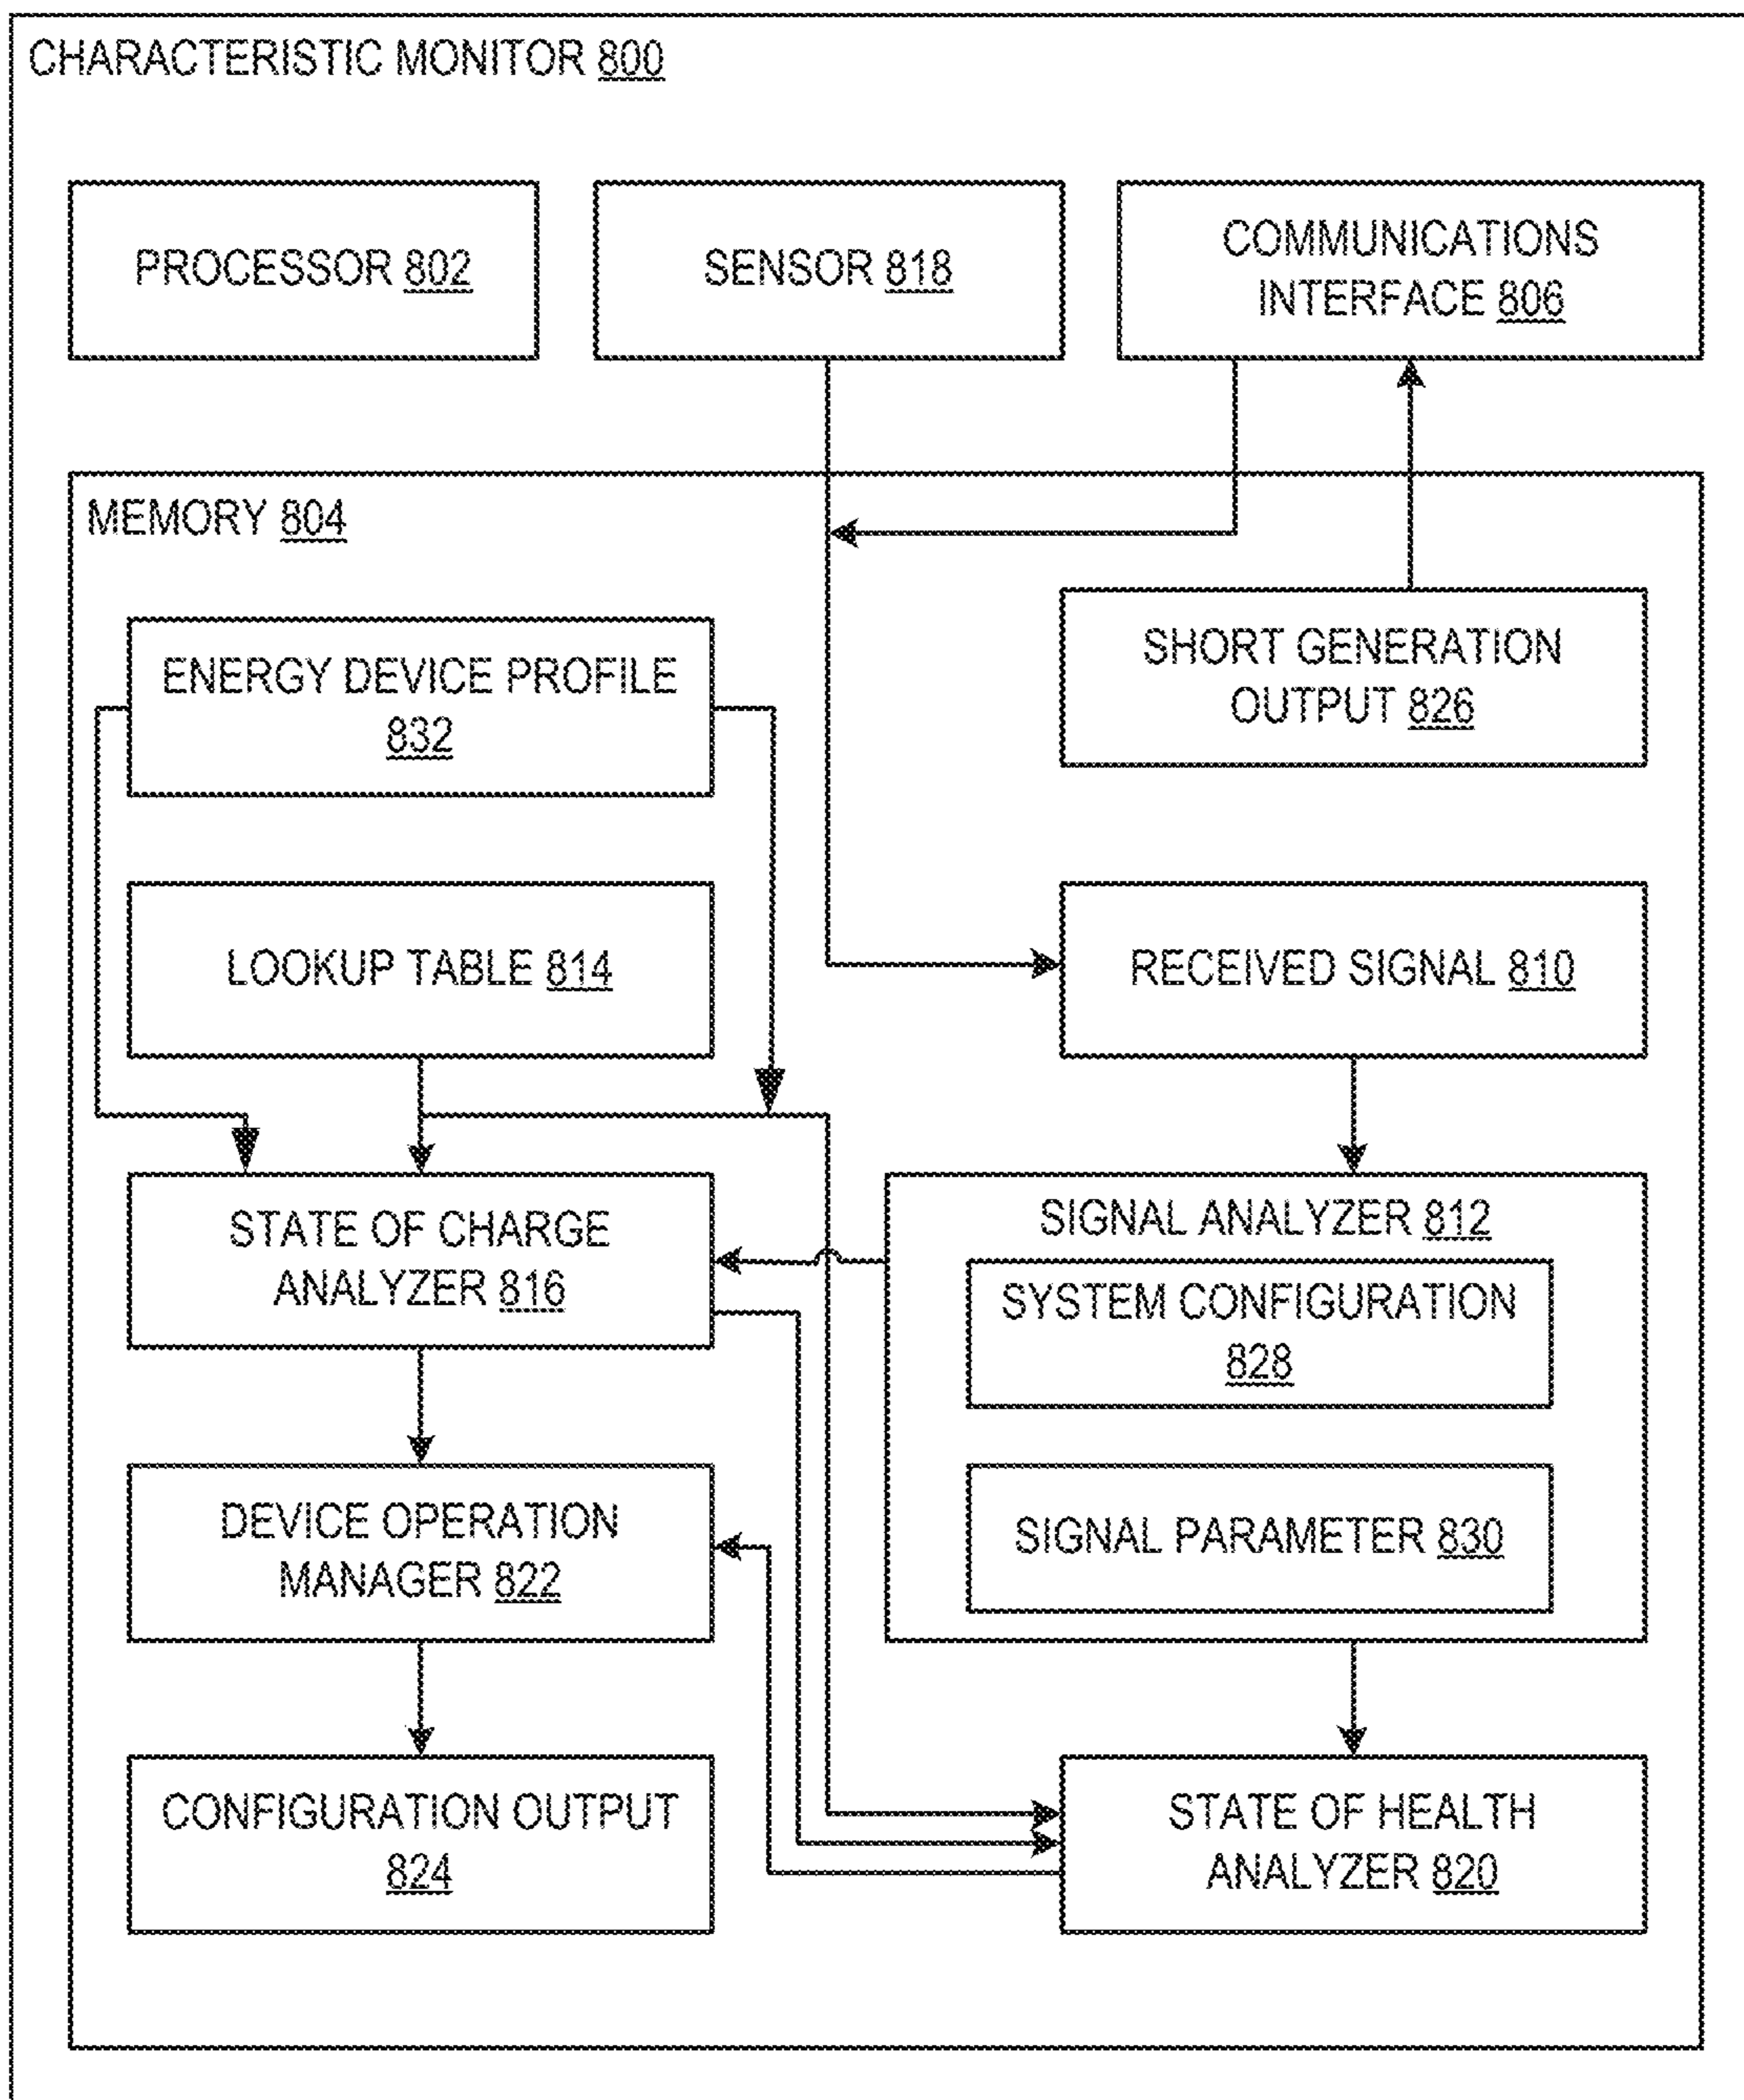 CHARACTERISTIC MONITOR 800
PROCESSOR 802
SENSOR 818
COMMUNICATIONS
INTERFACE 806
MEMORY 804
ENERGY DEVICE PROFILE
832
SHORT GENERATION
OUTPUT 826
LOOKUP TABLE 814
RECEIVED SIGNAL 810
STATE OF CHARGE
ANALYZER 816
SIGNAL ANALYZER 812
SYSTEM CONFIGURATION
828
DEVICE OPERATION
MANAGER 822
SIGNAL PARAMETER 830
CONFIGURATION OUTPUT
824
STATE OF HEALTH
ANALYZER 820